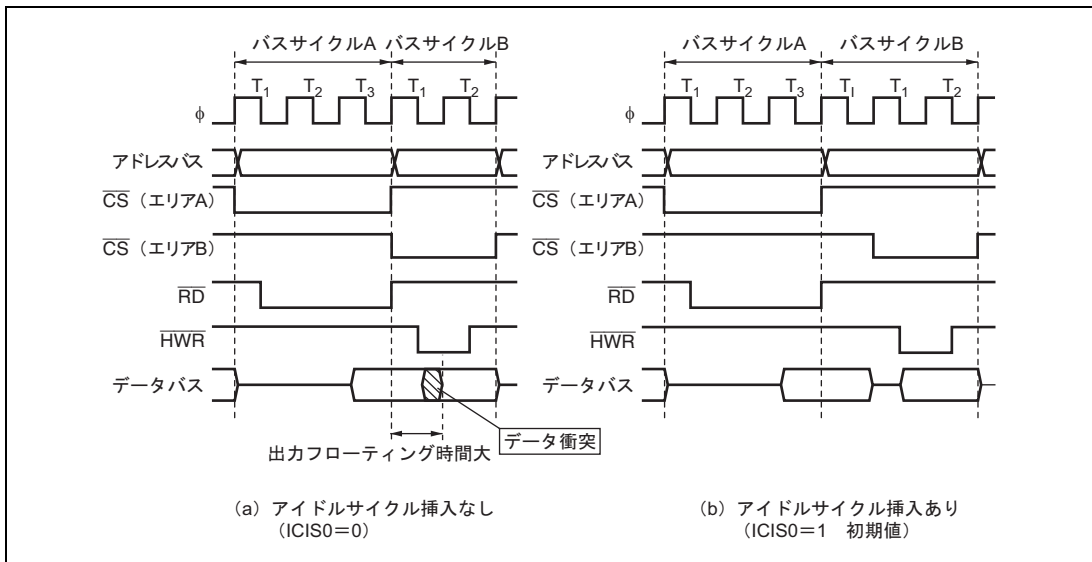 バスサイクルA バスサイクルB
T1 T2 T3 T1 T2
φ
アドレスバス
CS（エリアA）
CS（エリアB）
RD
HWR
データバス
データ衝突
出力フローティング時間大
（a）アイドルサイクル挿入なし
（ICIS0＝0）
バスサイクルA バスサイクルB
T1 T2 T3 TI T1 T2
φ
アドレスバス
CS（エリアA）
CS（エリアB）
RD
HWR
データバス
（b）アイドルサイクル挿入あり
（ICIS0＝1　初期値）